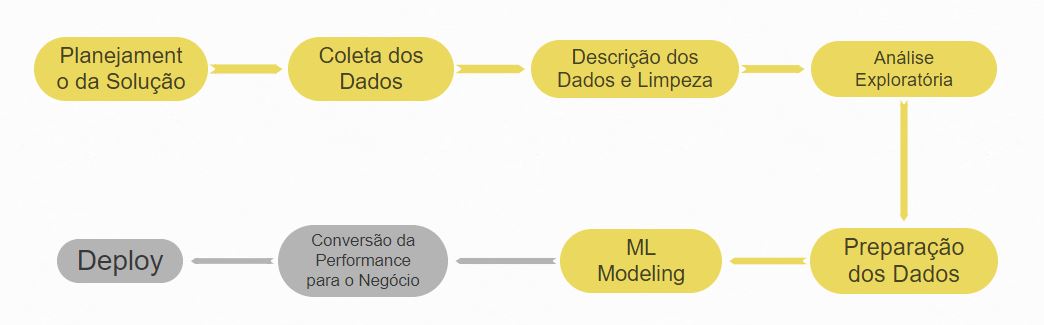 Planejament
o da Solução
Coleta dos
Dados
Descrição dos
Dados e Limpeza
Análise
Exploratória
Deploy
Conversão da
Performance
para o Negócio
ML
Modeling
Preparação
dos Dados